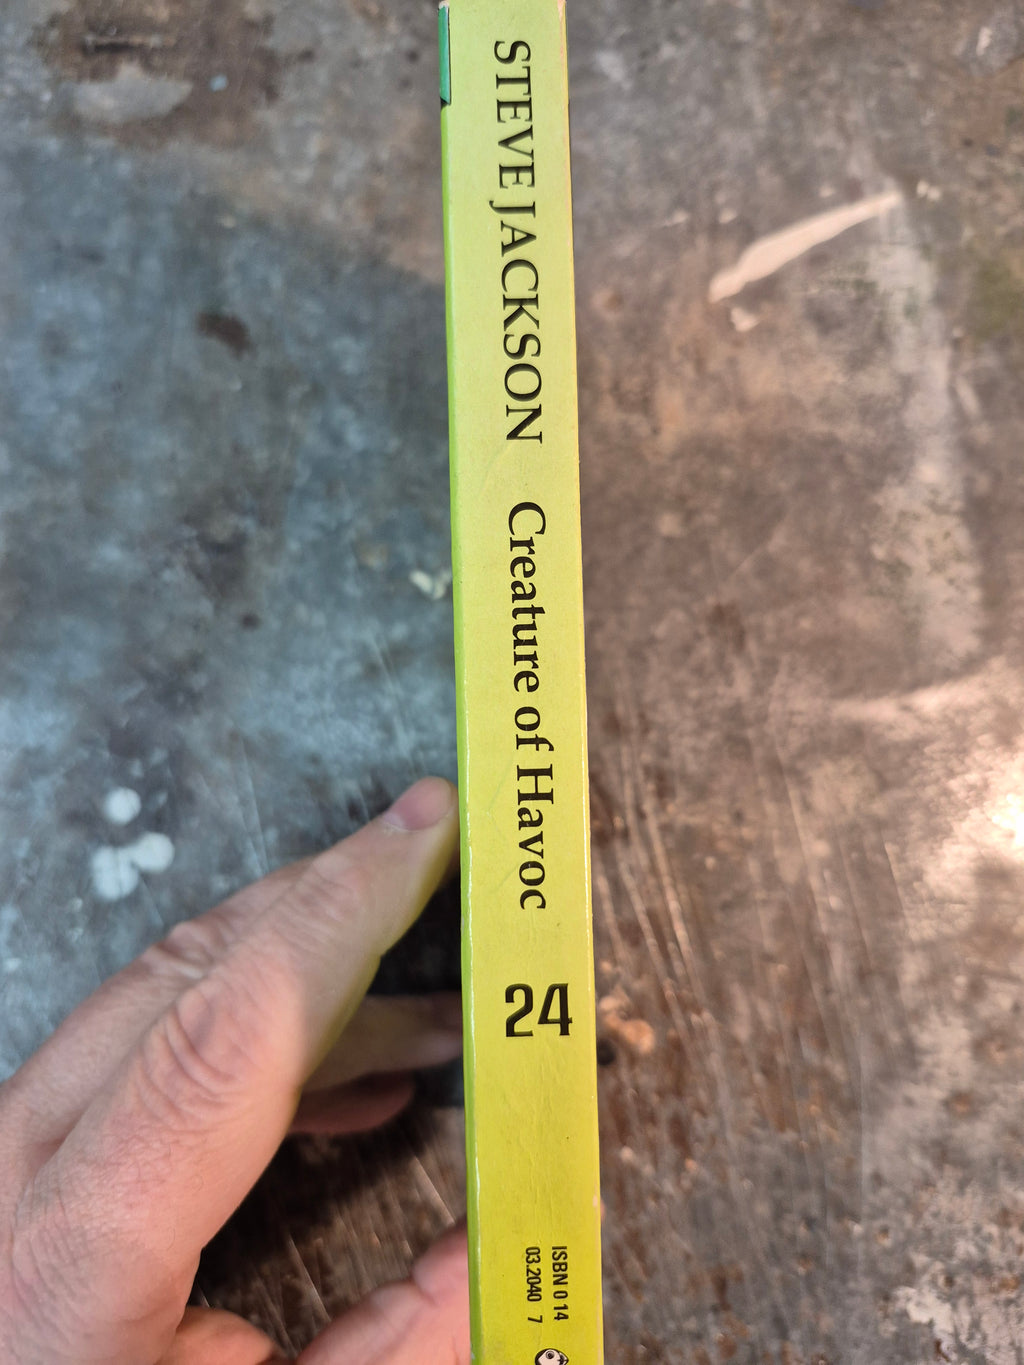 STEVE JACKSON Creature of Havoc
24
ISBN 0 14
03.2040 7